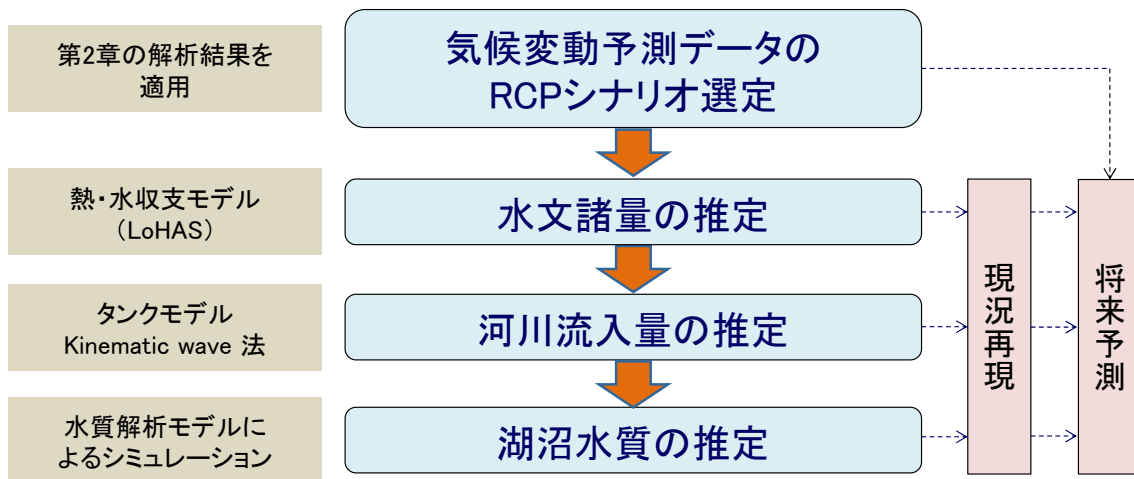 第2章の解析結果を
適用
気候変動予測データの
RCPシナリオ選定
熱・水収支モデル
（LoHAS）
水文諸量の推定
タンクモデル
Kinematic wave 法
河川流入量の推定
水質解析モデルに
よるシミュレーション
湖沼水質の推定
現況再現
将来予測